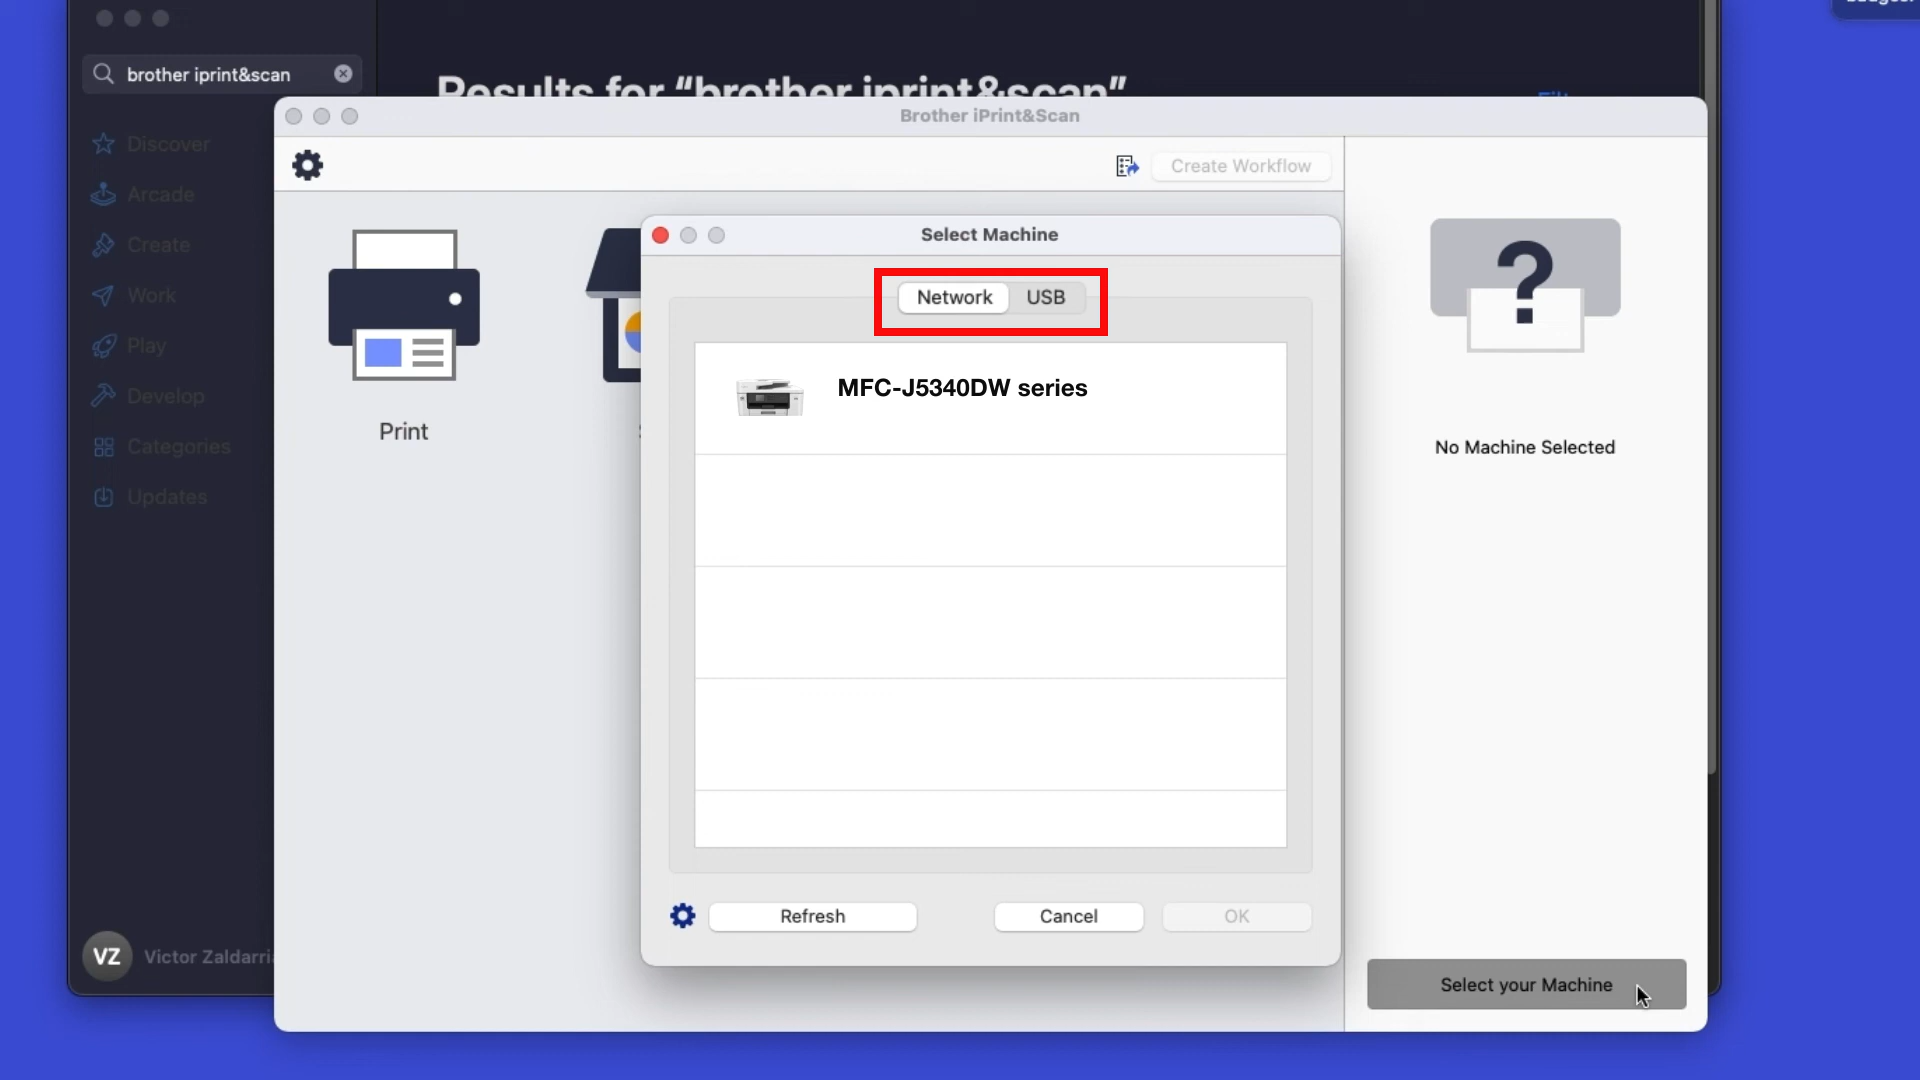 brother iprint&scan
Results for “brother iprint&scan”
Discover
Arcade
Create
Work
Play
Develop
Categories
Updates
VZ
Brother iPrint&Scan
Create Workflow
Print
Select Machine
Network USB
MFC-J5340DW series
Refresh
Cancel
OK
No Machine Selected
Select your Machine